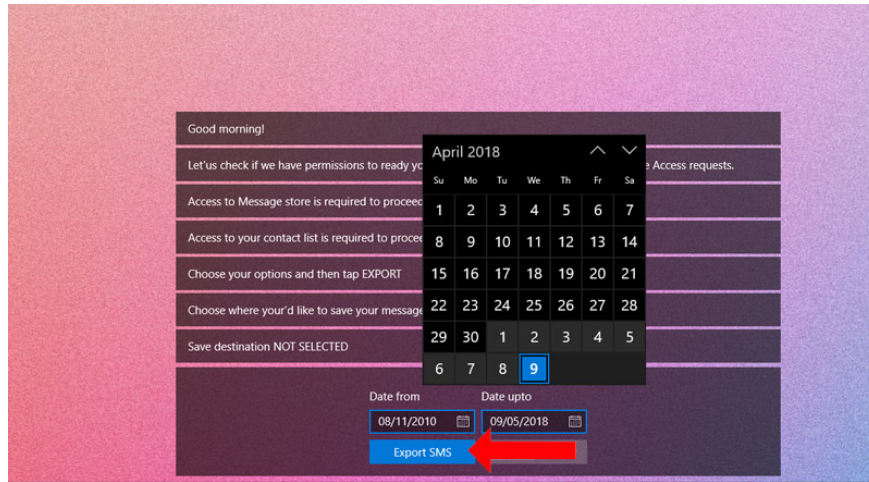 Good morning!
Let'us check if we have permissions to ready yo
e Access requests.
Access to Message store is required to proceed
Access to your contact list is required to procee
Choose your options and then tap EXPORT
Choose where your'd like to save your message
Save destination NOT SELECTED
April 2018
Su Mo Tu We Th Fr Sa
1 2 3 4 5 6 7
8 9 10 11 12 13 14
15 16 17 18 19 20 21
22 23 24 25 26 27 28
29 30 1 2 3 4 5
6 7 8 9
Date from Date upto
08/11/2010 09/05/2018
Export SMS